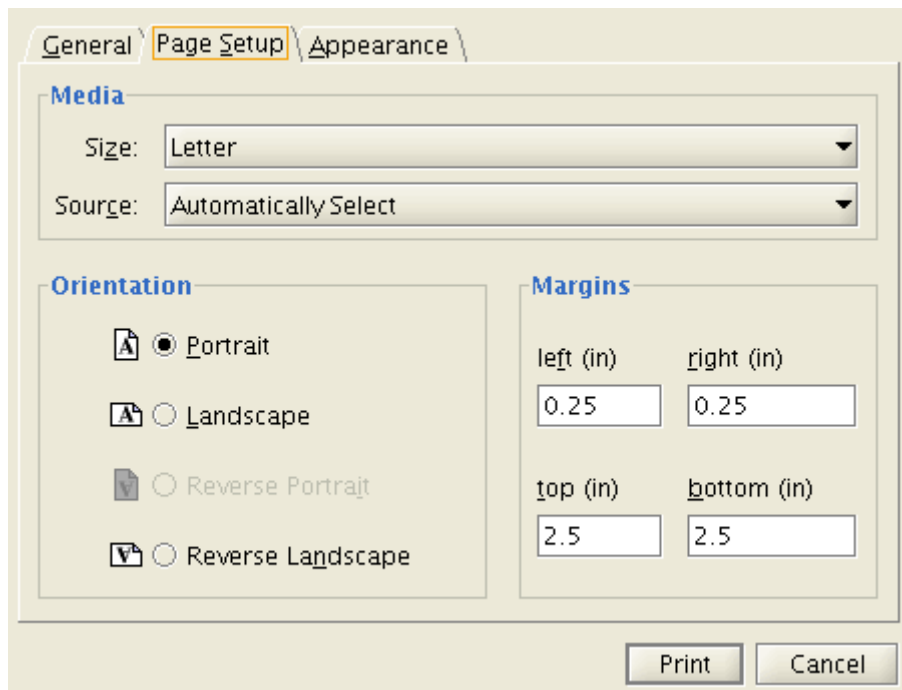 General Page Setup Appearance
Media
Size: Letter
Source: Automatically Select
Orientation
A Portrait
A Landscape
A Reverse Portrait
A Reverse Landscape
Margins
left (in) right (in)
0.25 0.25
top (in) bottom (in)
2.5 2.5
Print Cancel